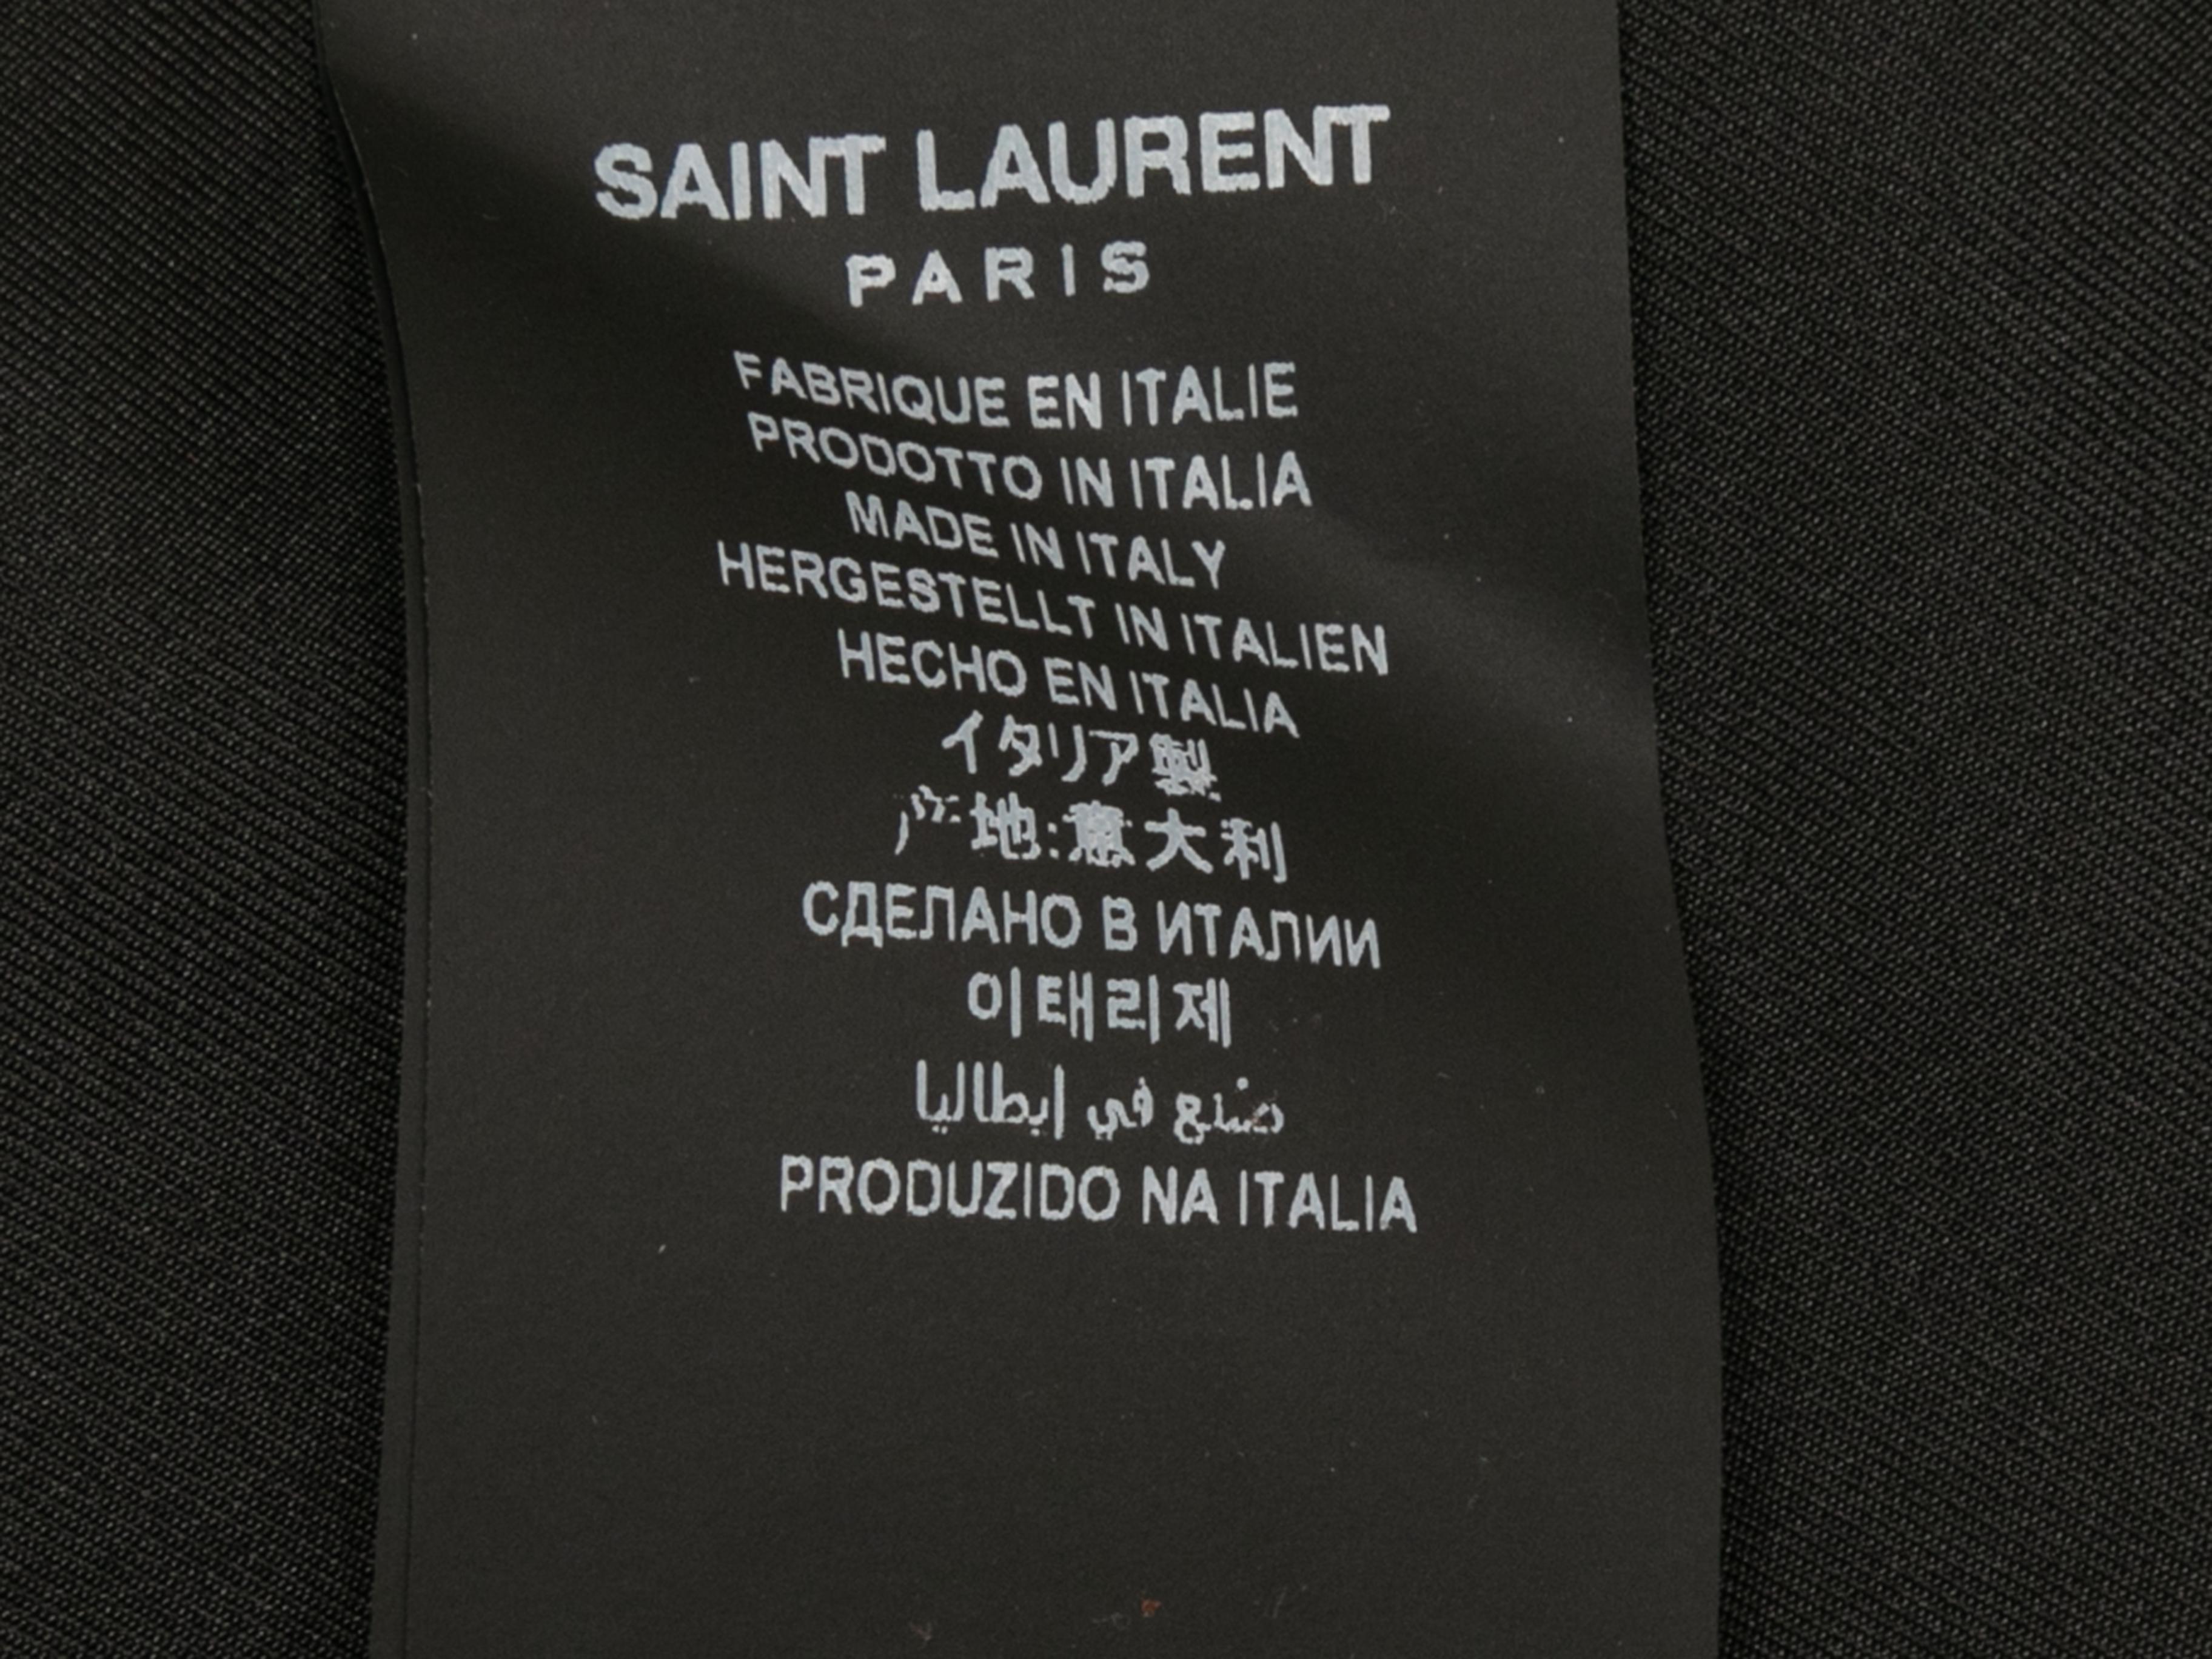 SAINT LAURENT
PARIS
FABRIQUE EN ITALIE
PRODOTTO IN ITALIA
MADE IN ITALY
HERGESTELLT IN ITALIEN
HECHO EN ITALIA
イタリア製
产地:意大利
СДЕЛАНО В ИТАЛИИ
이태리제
صنع في إيطاليا
PRODUZIDO NA ITALIA